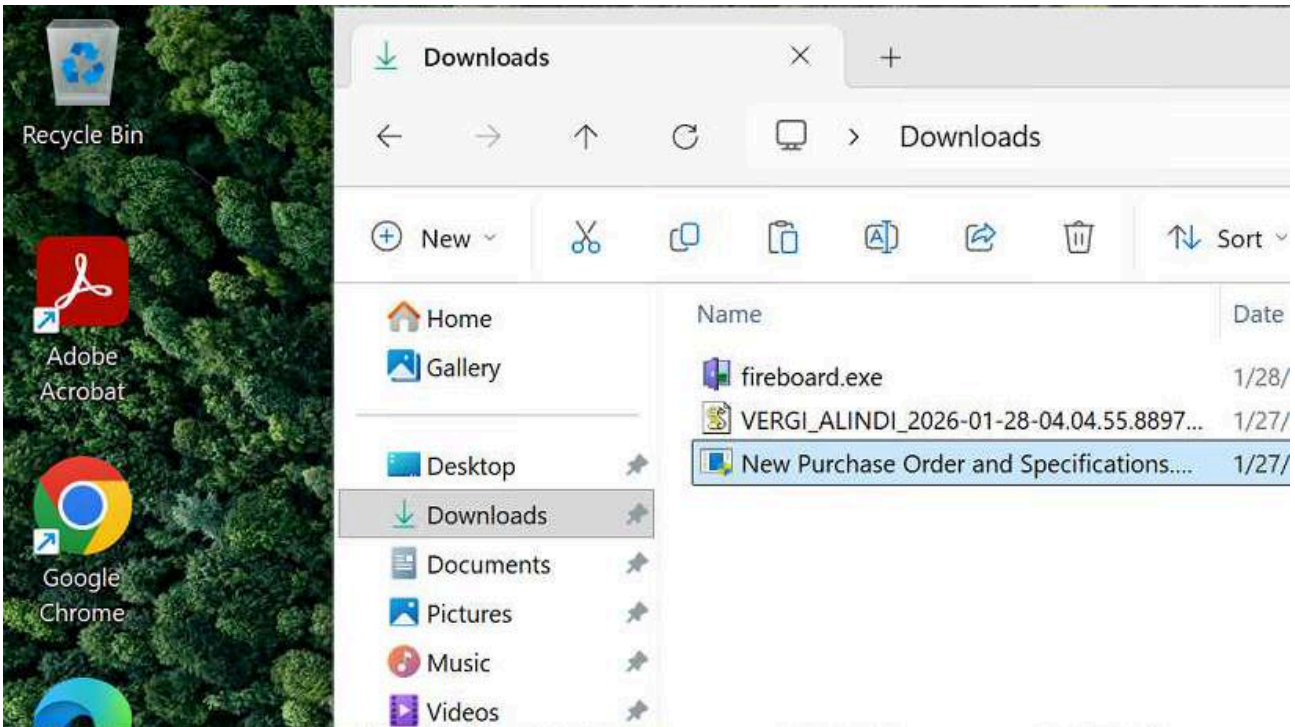 Recycle Bin
Adobe
Acrobat
Google
Chrome
Downloads
Downloads
New
Sort
Home
Gallery
Desktop
Downloads
Documents
Pictures
Music
Videos
Name
Date
fireboard.exe
1/28/
VERGI_ALINDI_2026-01-28-04.04.55.8897...
1/27/
New Purchase Order and Specifications....
1/27/